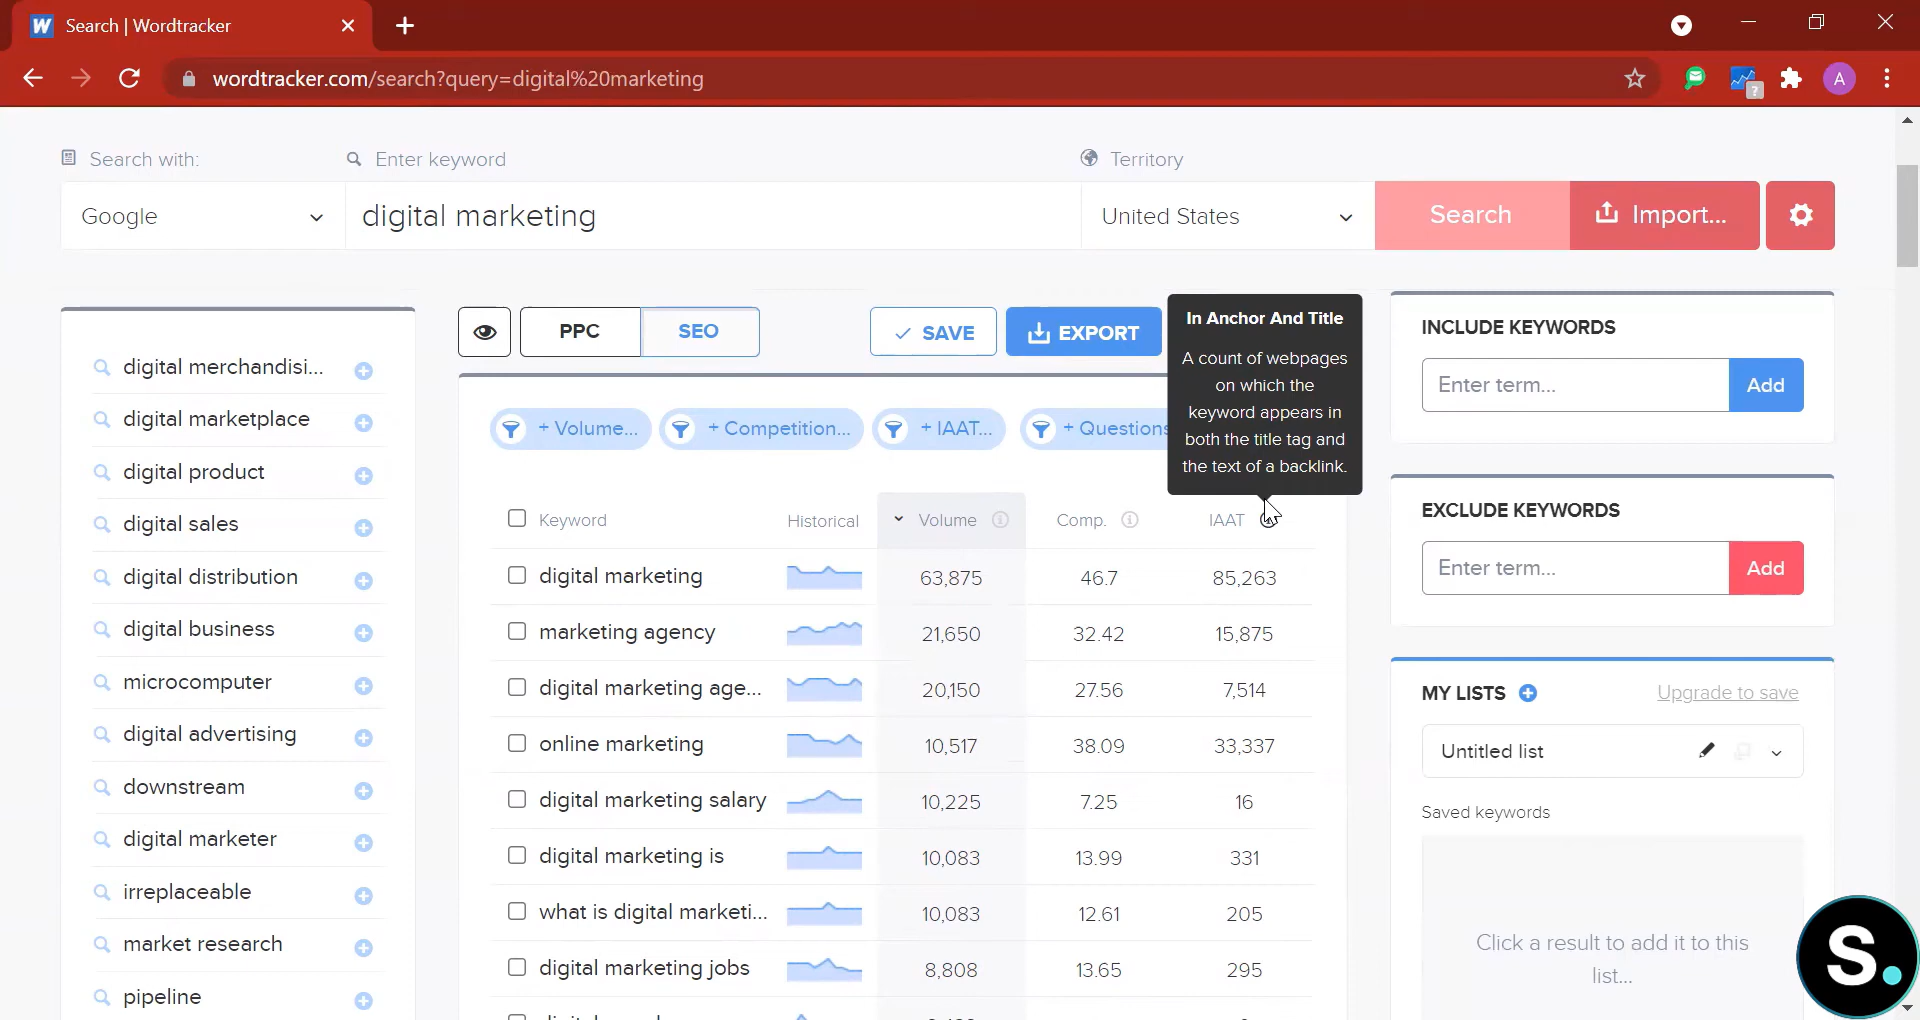 W Search | Wordtracker
wordtracker.com/search?query=digital%20marketing
A
?
Search with:
Enter keyword
Territory
Google
digital marketing
United States
Search
Import...
digital merchandisi...
digital marketplace
digital product
digital sales
digital distribution
digital business
microcomputer
digital advertising
downstream
digital marketer
irreplaceable
market research
pipeline
PPC
SEO
SAVE
EXPORT
In Anchor And Title
A count of webpages
on which the
keyword appears in
both the title tag and
the text of a backlink.
+ Volume...
+ Competition...
+ IAAT...
+ Questions
Keyword Historical Volume Comp. IAAT
digital marketing 63,875 46.7 85,263
marketing agency 21,650 32.42 15,875
digital marketing age... 20,150 27.56 7,514
online marketing 10,517 38.09 33,337
digital marketing salary 10,225 7.25 16
digital marketing is 10,083 13.99 331
what is digital marketi... 10,083 12.61 205
digital marketing jobs 8,808 13.65 295
INCLUDE KEYWORDS
Enter term...
Add
EXCLUDE KEYWORDS
Enter term...
Add
MY LISTS
Upgrade to save
Untitled list
Saved keywords
Click a result to add it to this
list...
S.